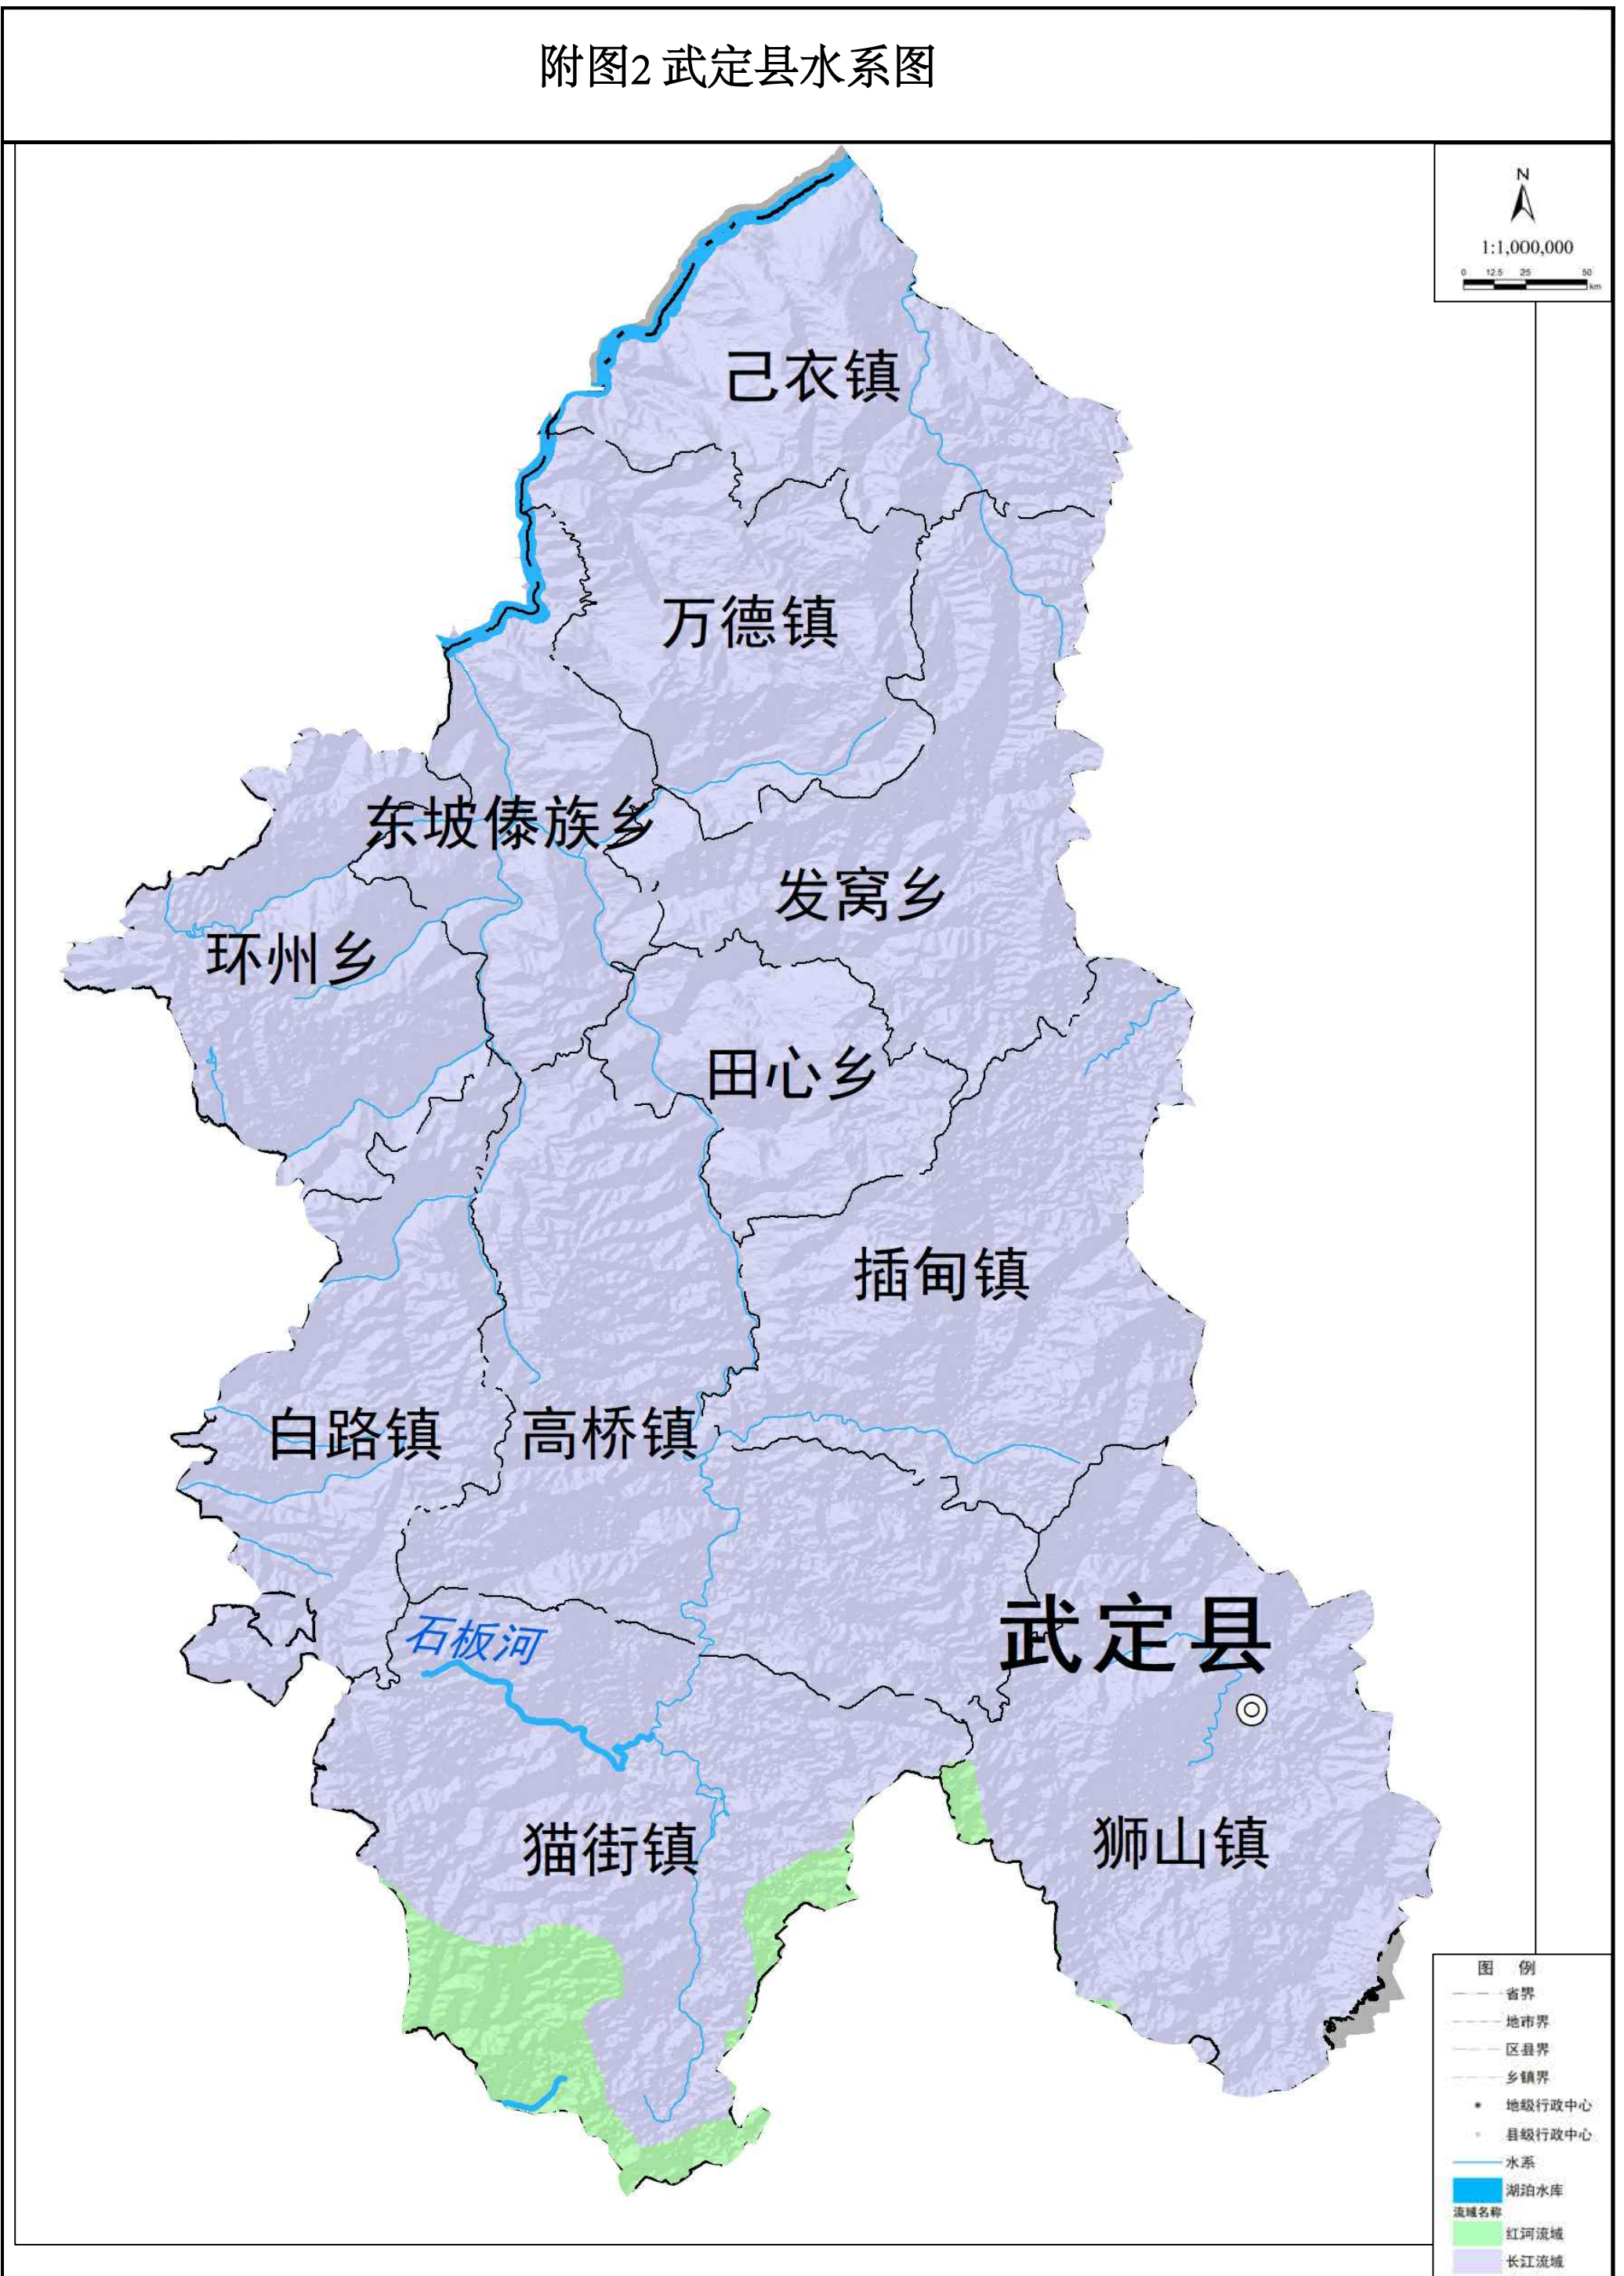 附图2 武定县水系图
N
1:1,000,000
0 12.5 25 50
km
己衣镇
万德镇
东坡傣族乡
发窝乡
环州乡
田心乡
插甸镇
白路镇
高桥镇
石板河
武定县
猫街镇
狮山镇
图 例
省界
地市界
区县界
乡镇界
地级行政中心
县级行政中心
水系
湖泊水库
流域名称
红河流域
长江流域